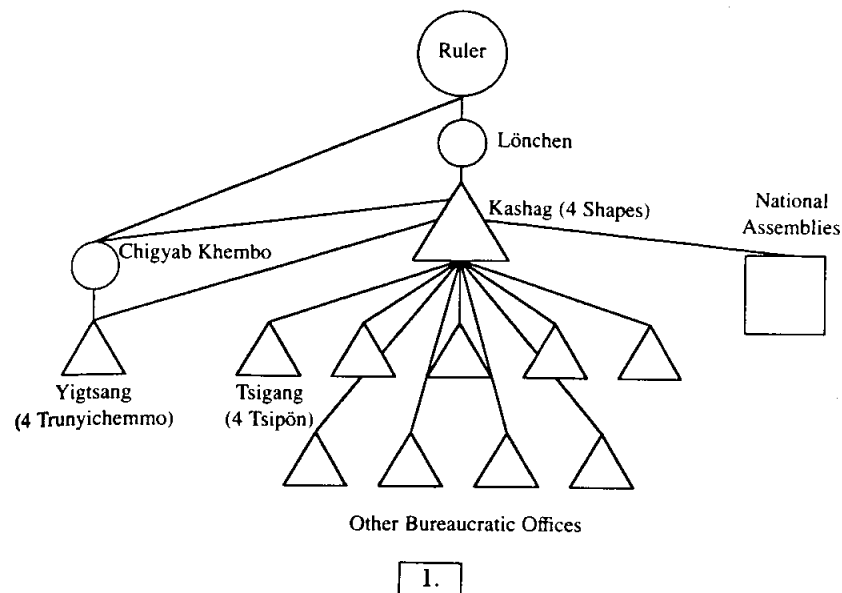 Ruler
Lönchen
Kashag (4 Shapes)
National
Assemblies
Chigyab Khembo
Yigtsang
(4 Trunyichemmo)
Tsigang
(4 Tsipön)
Other Bureaucratic Offices
1.